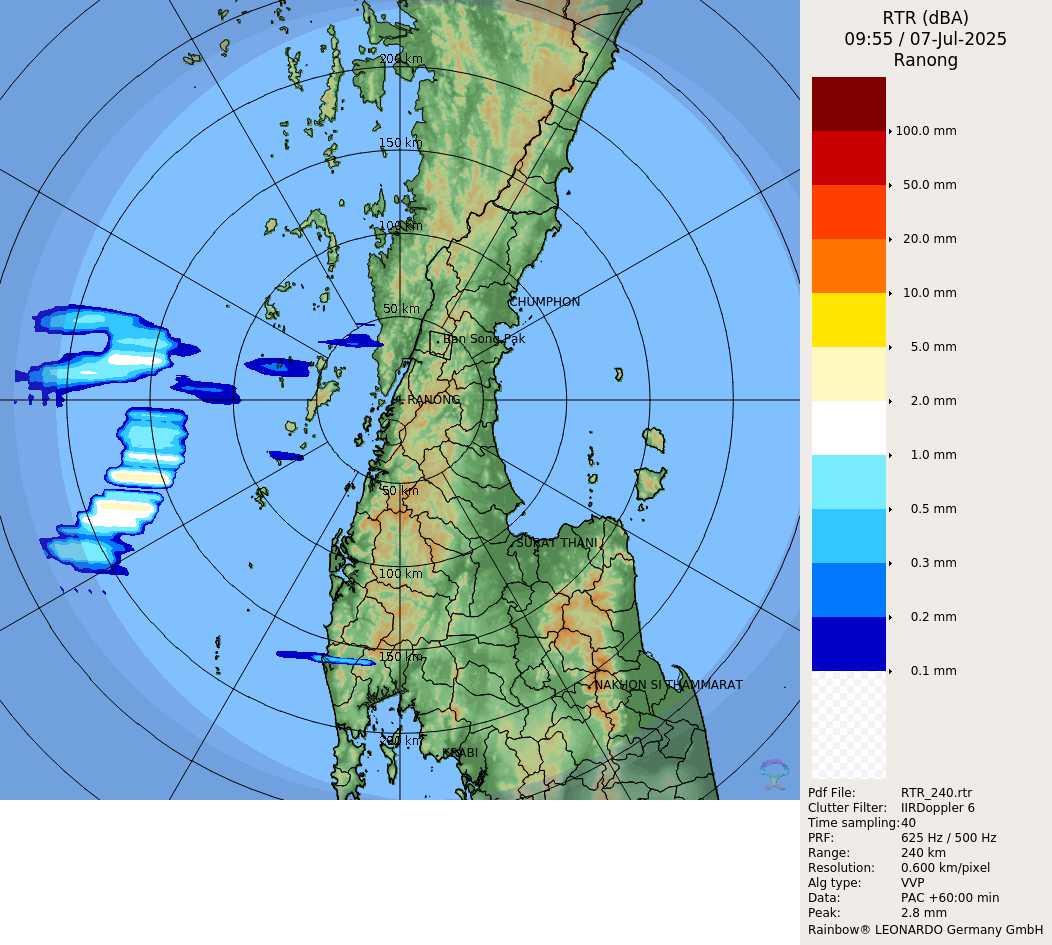 RTR (dBA)
09:55 / 07-Jul-2025
Ranong
100.0 mm
50.0 mm
20.0 mm
10.0 mm
5.0 mm
2.0 mm
1.0 mm
0.5 mm
0.3 mm
0.2 mm
0.1 mm
Pdf File: RTR_240.rtr
Clutter Filter: IIRDoppler 6
Time sampling: 40
PRF: 625 Hz / 500 Hz
Range: 240 km
Resolution: 0.600 km/pixel
Alg type: VVP
Data: PAC +60:00 min
Peak: 2.8 mm
Rainbow® LEONARDO Germany GmbH
200 km
150 km
100 km
50 km
CHUMPHON
Ban Song Pak
RANONG
50 km
SURAT THANI
100 km
150 km
NAKHON SI THAMMARAT
200 km
KRABI